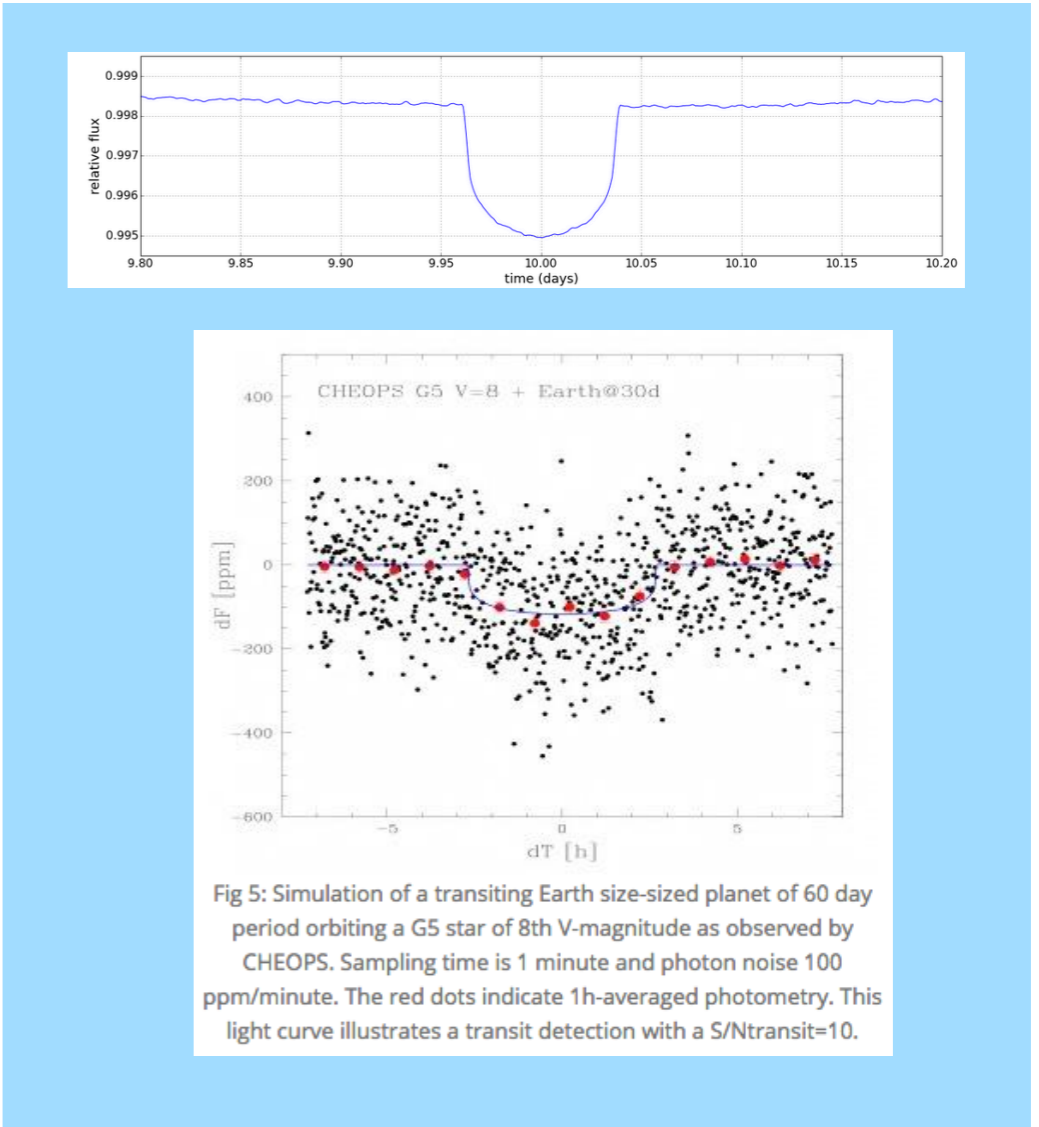 0.999
0.998
0.997
0.996
0.995
relative flux
9.80 9.85 9.90 9.95 10.00 10.05 10.10 10.15 10.20
time (days)
CHEOPS G5 V=8 + Earth@30d
400
200
0
-200
-400
-600
dF [ppm]
-5 0 5
dT [h]
Fig 5: Simulation of a transiting Earth size-sized planet of 60 day
period orbiting a G5 star of 8th V-magnitude as observed by
CHEOPS. Sampling time is 1 minute and photon noise 100
ppm/minute. The red dots indicate 1h-averaged photometry. This
light curve illustrates a transit detection with a S/Ntransit=10.